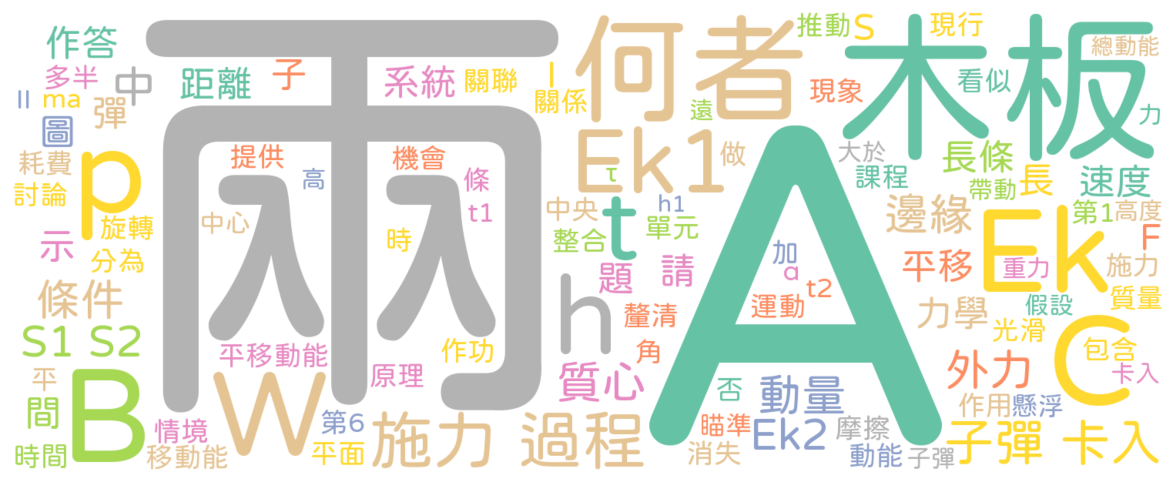 作答
兩
何者
推動
S
現行
木板
總動能
多半
中
距離
子
系統
關聯
I
關係
遠
現象
看似
II
ma
彈
圖
力
耗費
p
提供
高
機會
條
t1
Ek1
τ
做
大於
課程
長條
帶動
長
速度
討論
旋轉
中心
時
中央
t
h1
單元
整合
A
邊緣
Ek
第1
高度
F
示
分為
h
題
請
加
a
t2
運動
平移
重力
施力
質量
條件
釐清
力學
光滑
假設
C
包含
S1
S2
平移動能
作功
角
外力
卡入
平
B
W
原理
質心
否
動量
作用
懸浮
間
情境
第6
施力
過程
瞄準
Ek2
摩擦
子彈
卡入
時間
移動能
平面
消失
動能
子彈